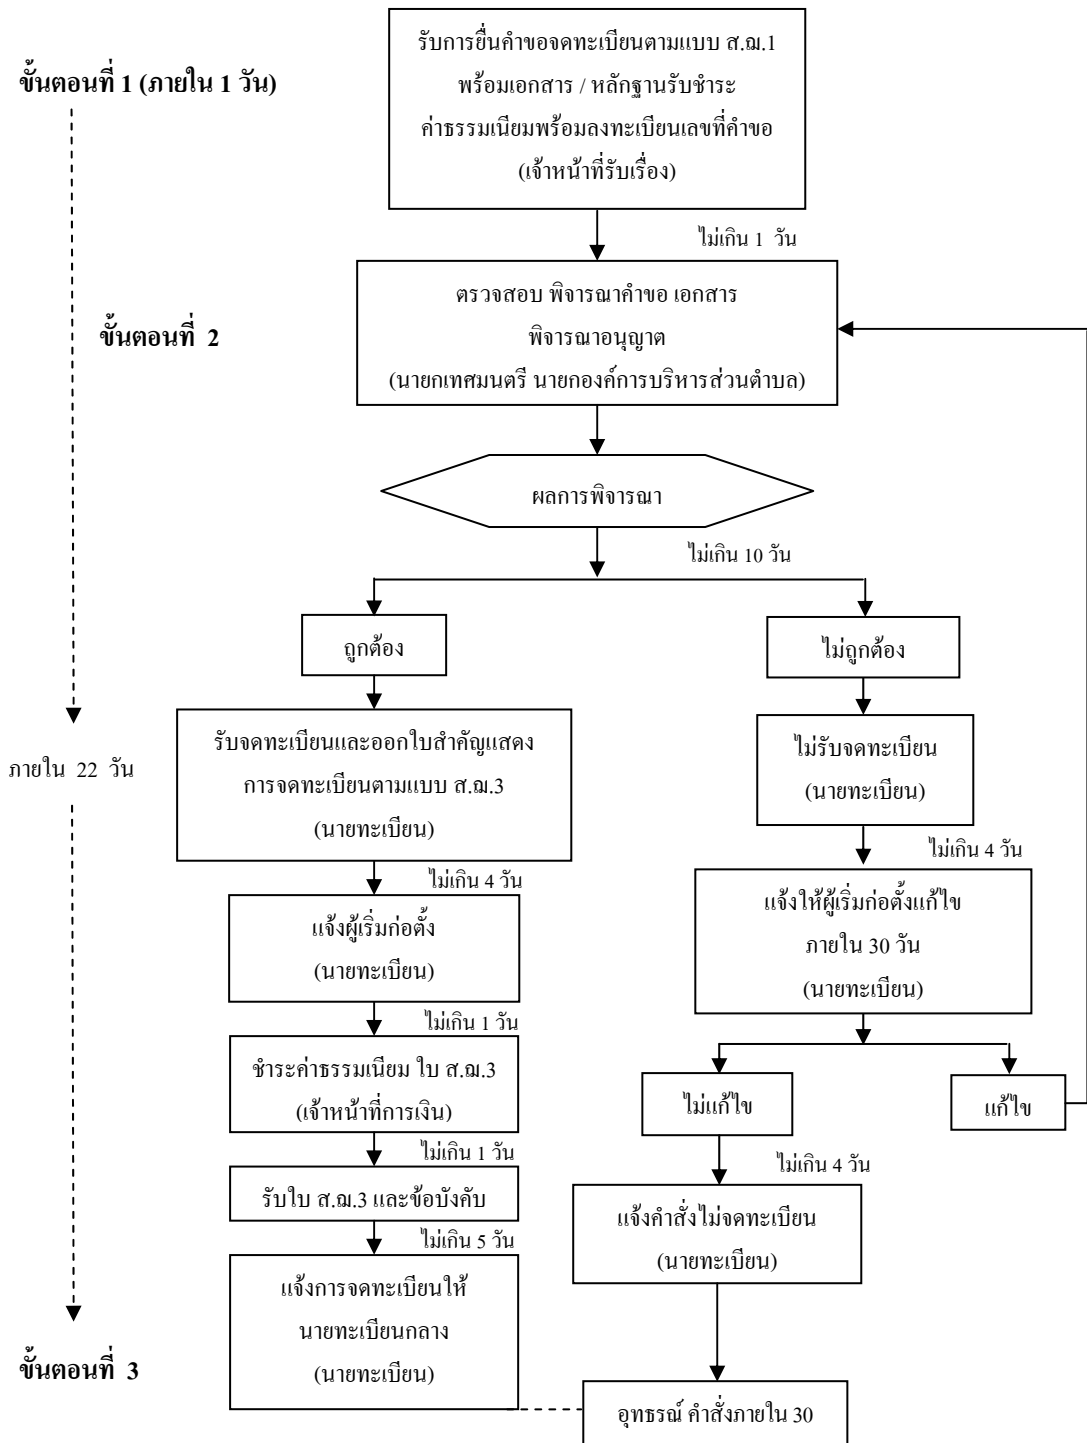 รับการยื่นคำขอจดทะเบียนตามแบบ ส.ฌ.1
ขั้นตอนที่ 1 (ภายใน 1 วัน)
พร้อมเอกสาร / หลักฐานรับชำระ
ค่าธรรมเนียมพร้อมลงทะเบียนเลขที่คำขอ
(เจ้าหน้าที่รับเรื่อง)
ไม่เกิน 1 วัน
ตรวจสอบ พิจารณาคำขอ เอกสาร
ขั้นตอนที่ 2
พิจารณาอนุญาต
(นายกเทศมนตรี นายกองค์การบริหารส่วนตำบล)
ผลการพิจารณา
ไม่เกิน 10 วัน
ถูกต้อง
ไม่ถูกต้อง
ภายใน 22 วัน
รับจดทะเบียนและออกใบสำคัญแสดง
การจดทะเบียนตามแบบ ส.ฌ.3
(นายทะเบียน)
ไม่รับจดทะเบียน
(นายทะเบียน)
ไม่เกิน 4 วัน
ไม่เกิน 4 วัน
แจ้งผู้เริ่มก่อตั้ง
(นายทะเบียน)
แจ้งให้ผู้เริ่มก่อตั้งแก้ไข
ภายใน 30 วัน
(นายทะเบียน)
ไม่เกิน 1 วัน
ชำระค่าธรรมเนียม ใบ ส.ฌ.3
(เจ้าหน้าที่การเงิน)
ไม่แก้ไข
แก้ไข
ไม่เกิน 1 วัน
ไม่เกิน 4 วัน
รับใบ ส.ฌ.3 และข้อบังคับ
แจ้งคำสั่งไม่จดทะเบียน
(นายทะเบียน)
ไม่เกิน 5 วัน
แจ้งการจดทะเบียนให้
นายทะเบียนกลาง
(นายทะเบียน)
ขั้นตอนที่ 3
อุทธรณ์ คำสั่งภายใน 30